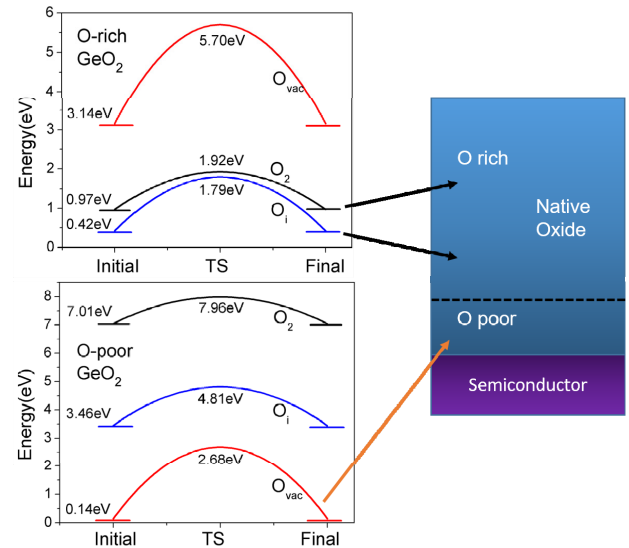 6
5
4
3
2
1
0
Energy(eV)
O-rich
GeO2
5.70eV
Ovac
3.14eV
1.92eV
O2
0.97eV
1.79eV
Oi
0.42eV
Initial
TS
Final
8
7
6
5
4
3
2
1
0
Energy(eV)
7.01eV
7.96eV
O2
O-poor
GeO2
3.46eV
4.81eV
Oi
2.68eV
Ovac
0.14eV
Initial
TS
Final
O rich
Native
Oxide
O poor
Semiconductor